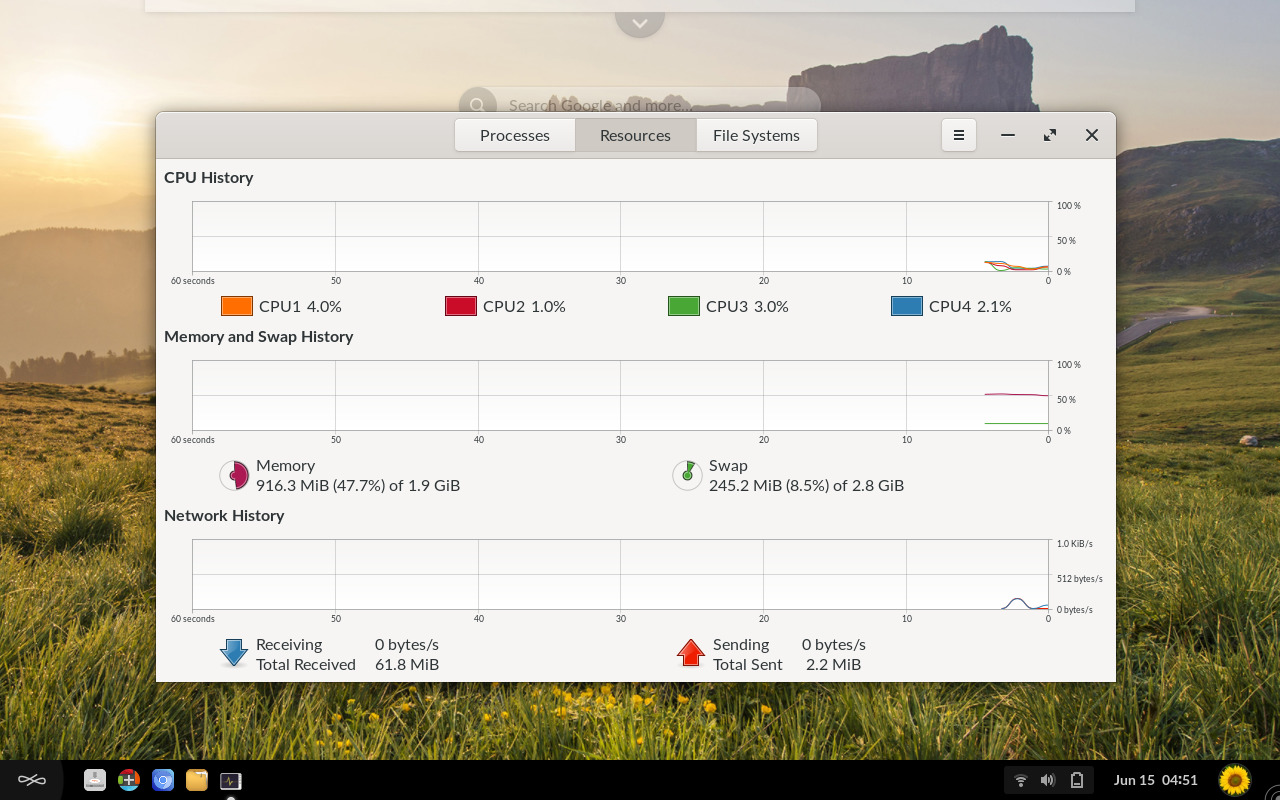 Search Google and more...
Processes Resources File Systems
CPU History
100 %
50 %
0 %
60 seconds 50 40 30 20 10 0
CPU1 4.0% CPU2 1.0% CPU3 3.0% CPU4 2.1%
Memory and Swap History
100 %
50 %
0 %
60 seconds 50 40 30 20 10 0
Memory Swap
916.3 MiB (47.7%) of 1.9 GiB 245.2 MiB (8.5%) of 2.8 GiB
Network History
1.0 KiB/s
512 bytes/s
0 bytes/s
60 seconds 50 40 30 20 10 0
Receiving 0 bytes/s Sending 0 bytes/s
Total Received 61.8 MiB Total Sent 2.2 MiB
Jun 15 04:51